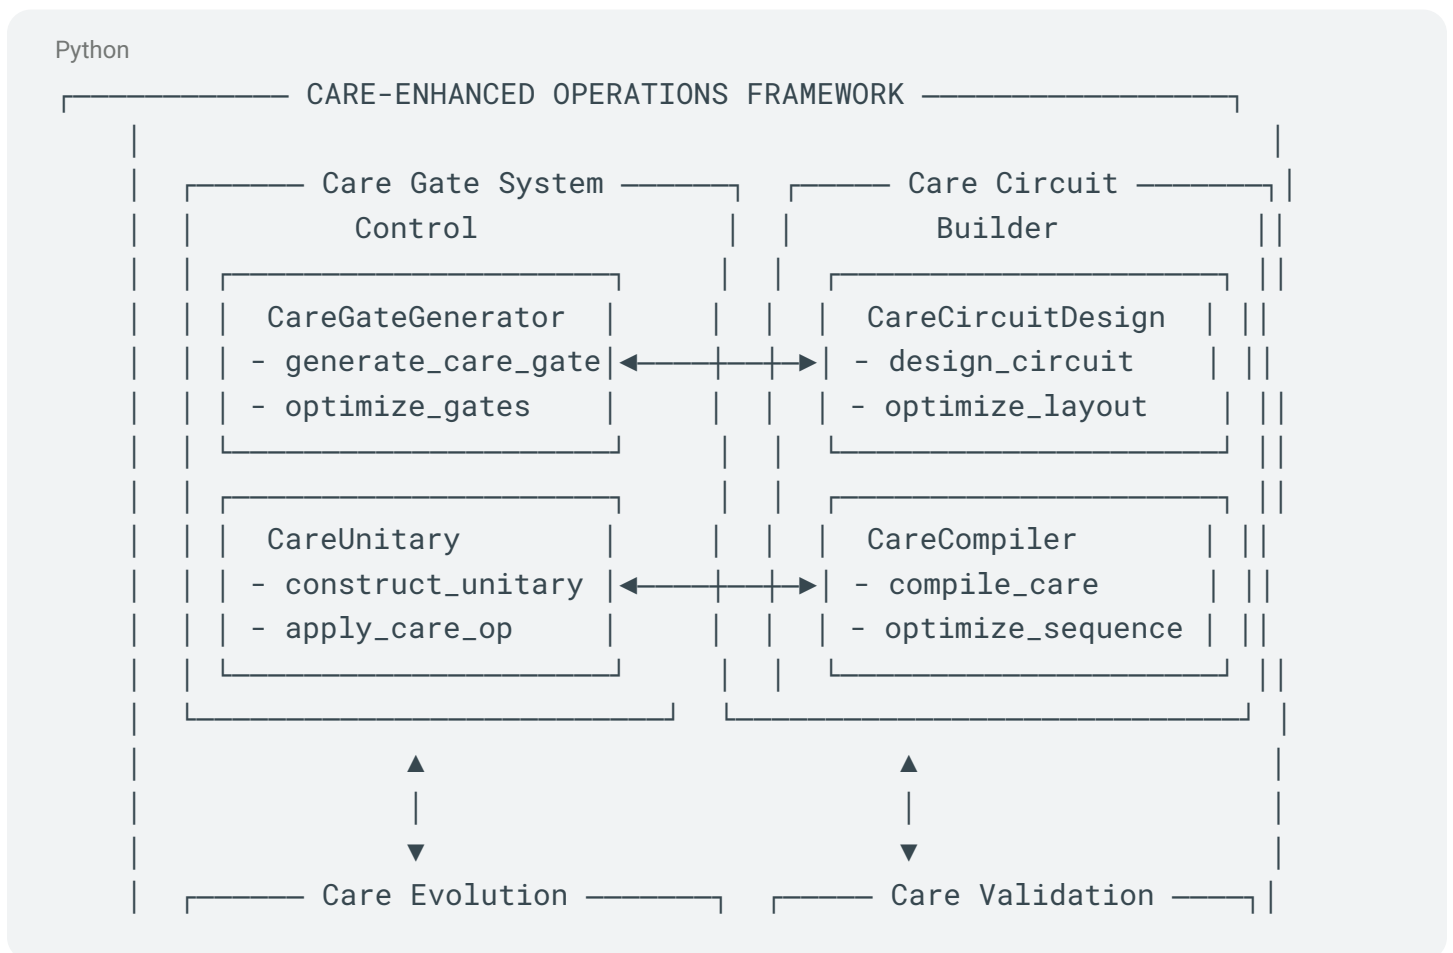 Python
CARE-ENHANCED OPERATIONS FRAMEWORK
Care Gate System Care Circuit
Control Builder
CareGateGenerator CareCircuitDesign
- generate_care_gate - design_circuit
- optimize_gates - optimize_layout
CareUnitary CareCompiler
- construct_unitary - compile_care
- apply_care_op - optimize_sequence
Care Evolution Care Validation